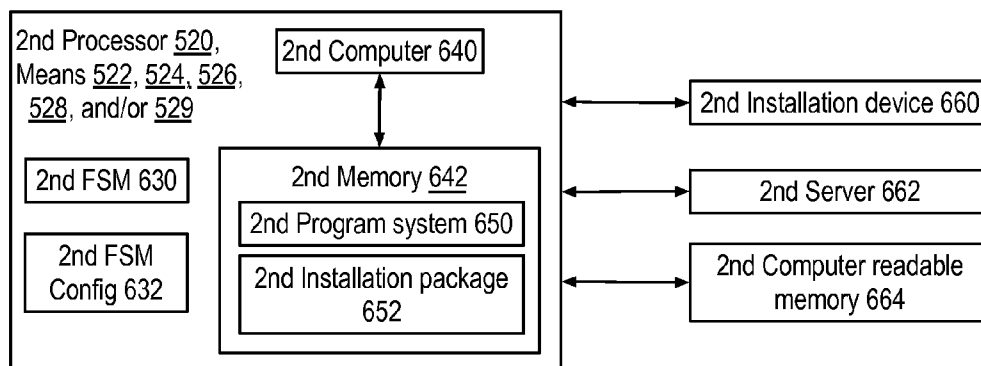 2nd Processor 520,
Means 522, 524, 526,
528, and/or 529
2nd Computer 640
2nd FSM 630
2nd FSM
Config 632
2nd Memory 642
2nd Program system 650
2nd Installation package
652
2nd Installation device 660
2nd Server 662
2nd Computer readable
memory 664